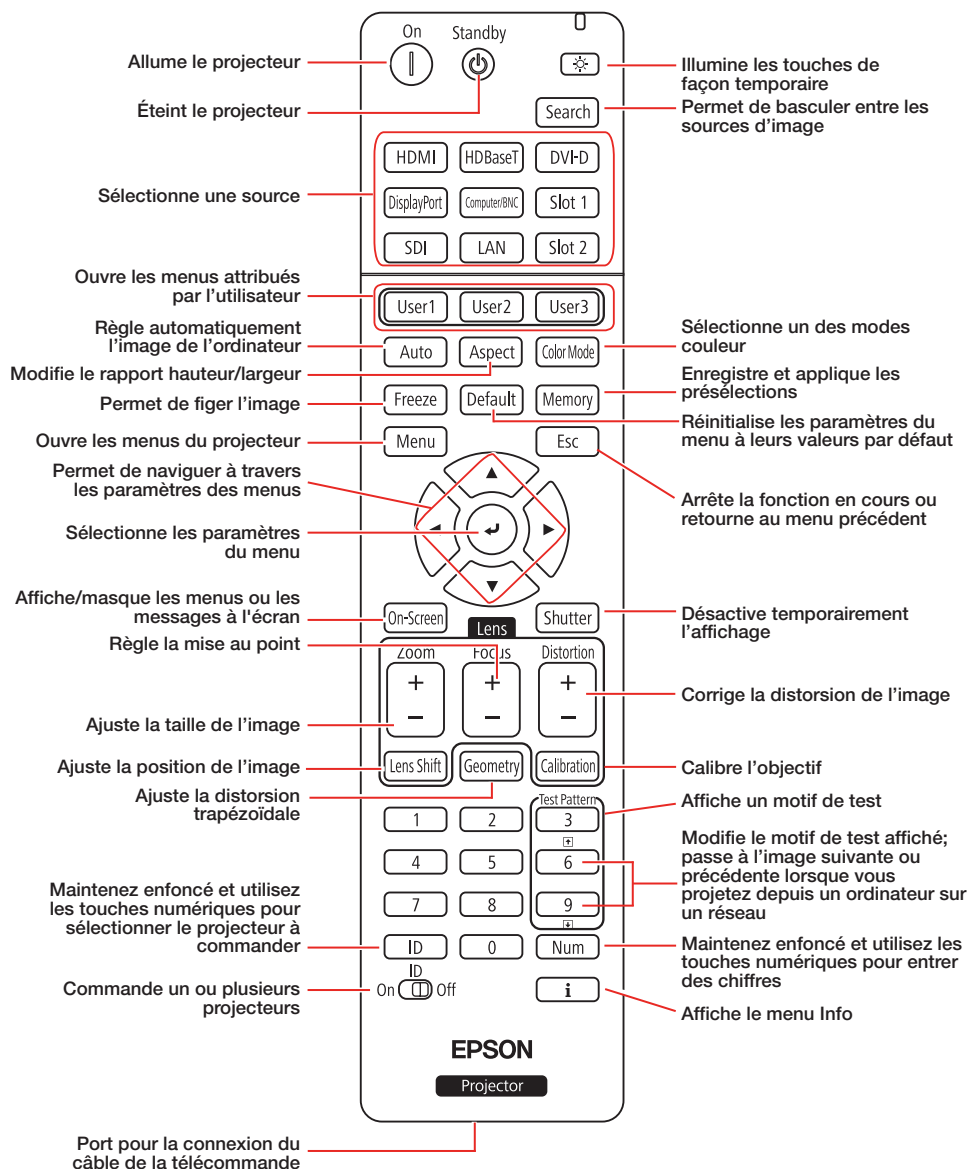 On
Standby
Allume le projecteur
Éteint le projecteur
Illumine les touches de
façon temporaire
Search
Permet de basculer entre les
sources d'image
HDMI
HDBaseT
DVI-D
Sélectionne une source
DisplayPort
Computer/BNC
Slot 1
SDI
LAN
Slot 2
Ouvre les menus attribués
par l'utilisateur
User1
User2
User3
Règle automatiquement
l'image de l'ordinateur
Auto
Aspect
Color Mode
Sélectionne un des modes
couleur
Modifie le rapport hauteur/largeur
Enregistre et applique les
présélections
Permet de figer l'image
Freeze
Default
Memory
Réinitialise les paramètres du
menu à leurs valeurs par défaut
Ouvre les menus du projecteur
Menu
Esc
Permet de naviguer à travers
les paramètres des menus
Arrête la fonction en cours ou
retourne au menu précédent
Sélectionne les paramètres
du menu
Affiche/masque les menus ou les
messages à l'écran
On-Screen
Lens
Shutter
Désactive temporairement
l'affichage
Règle la mise au point
Zoom
Focus
Distortion
+
+
+
Corrige la distorsion de l'image
−
−
−
Ajuste la taille de l'image
Ajuste la position de l'image
Lens Shift
Geometry
Calibration
Calibre l'objectif
Ajuste la distorsion
trapézoïdale
Test Pattern
Affiche un motif de test
1
2
3
4
5
6
Modifie le motif de test affiché;
passe à l'image suivante ou
précédente lorsque vous
projetez depuis un ordinateur sur
un réseau
7
8
9
Maintenez enfoncé et utilisez
les touches numériques pour
sélectionner le projecteur à
commander
ID
0
Num
Maintenez enfoncé et utilisez les
touches numériques pour entrer
des chiffres
ID
On
Off
Commande un ou plusieurs
projecteurs
i
Affiche le menu Info
EPSON
Projector
Port pour la connexion du
câble de la télécommande